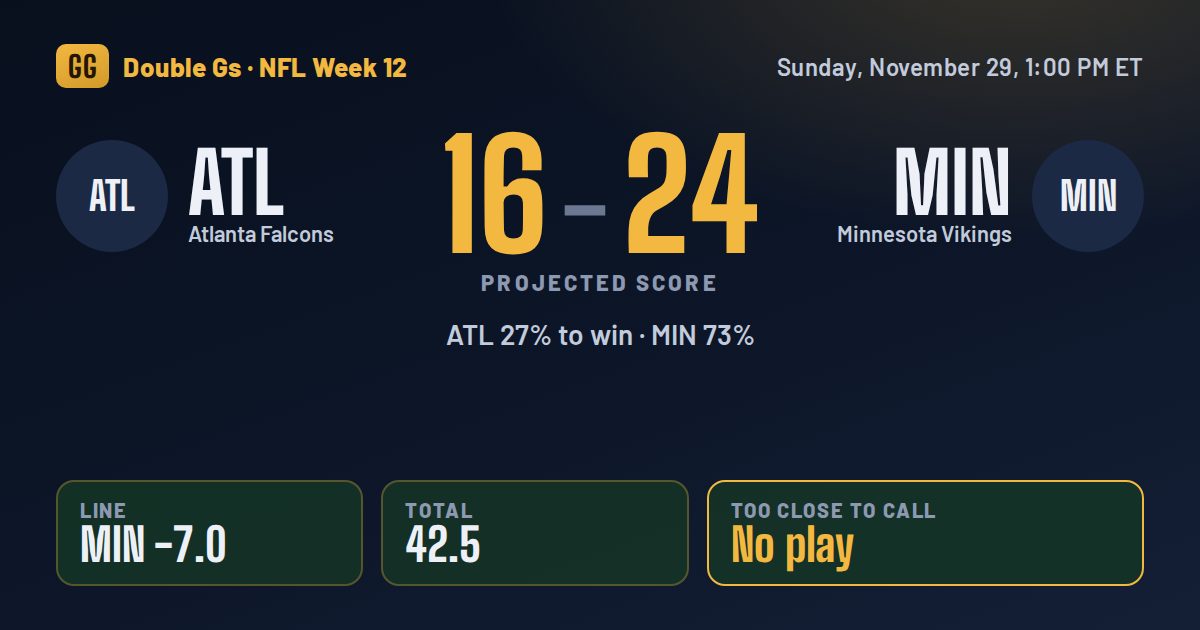 GG Double Gs · NFL Week 12
Sunday, November 29, 1:00 PM ET
ATL
ATL
Atlanta Falcons
16 – 24
PROJECTED SCORE
ATL 27% to win · MIN 73%
MIN
Minnesota Vikings
MIN
LINE
MIN -7.0
TOTAL
42.5
TOO CLOSE TO CALL
No play